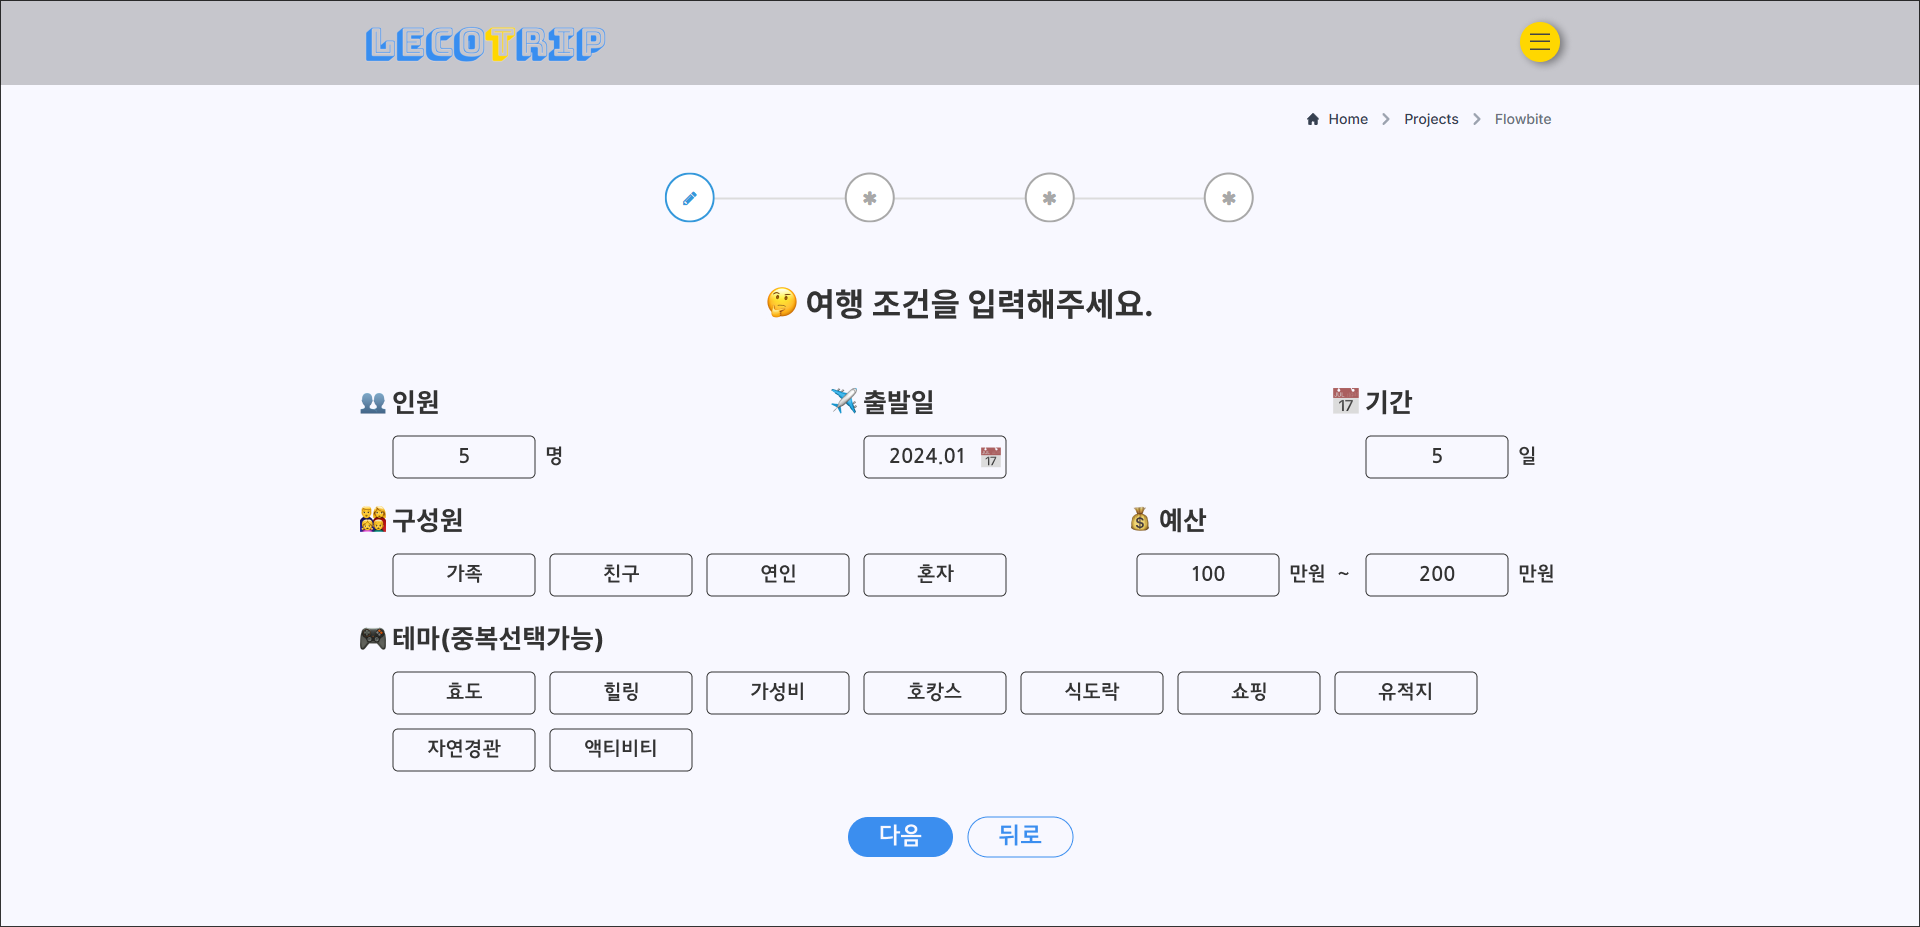 LECOTRIP
Home Projects Flowbite
여행 조건을 입력해주세요.
인원 출발일 기간
5 명 2024.01 5 일
구성원 예산
가족 친구 연인 혼자 100 만원 ~ 200 만원
테마(중복선택가능)
효도 힐링 가성비 호캉스 식도락 쇼핑 유적지
자연경관 액티비티
다음 뒤로